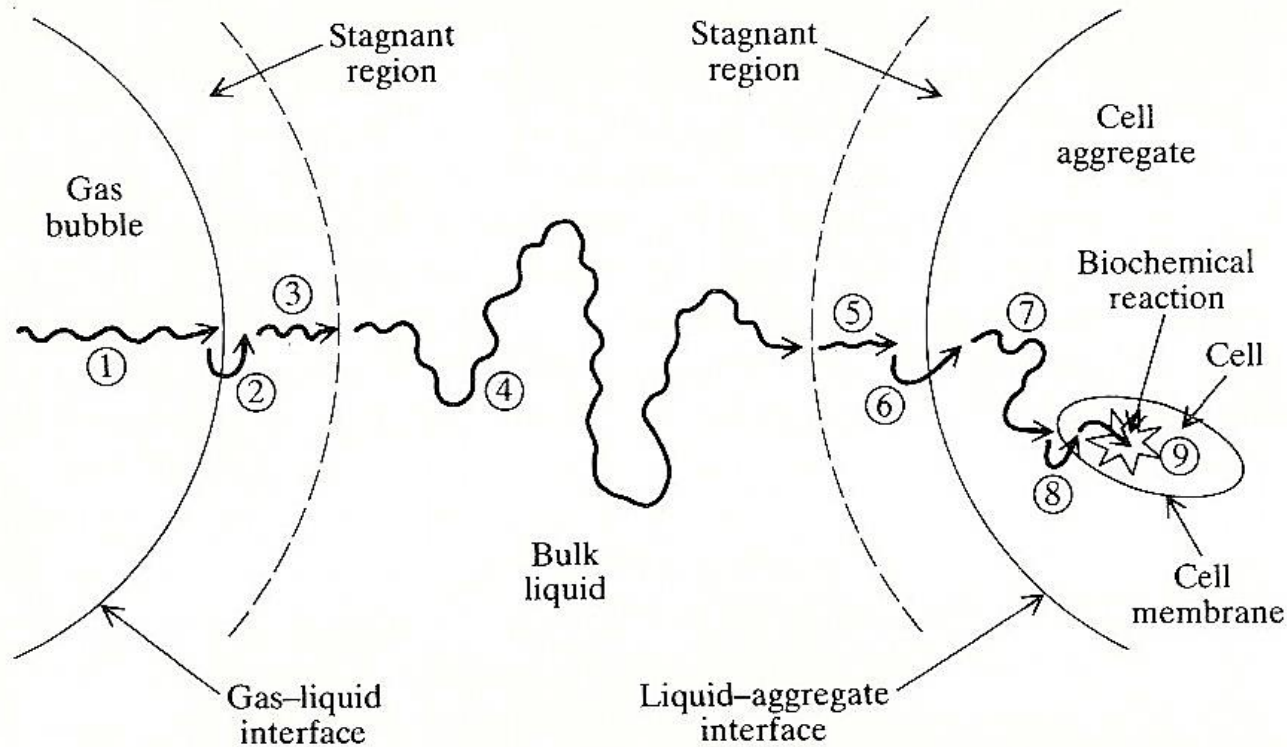 Stagnant
region
Stagnant
region
Cell
aggregate
Gas
bubble
Biochemical
reaction
Cell
①
②
③
④
⑤
⑥
⑦
⑧
⑨
Bulk
liquid
Cell
membrane
Gas–liquid
interface
Liquid–aggregate
interface